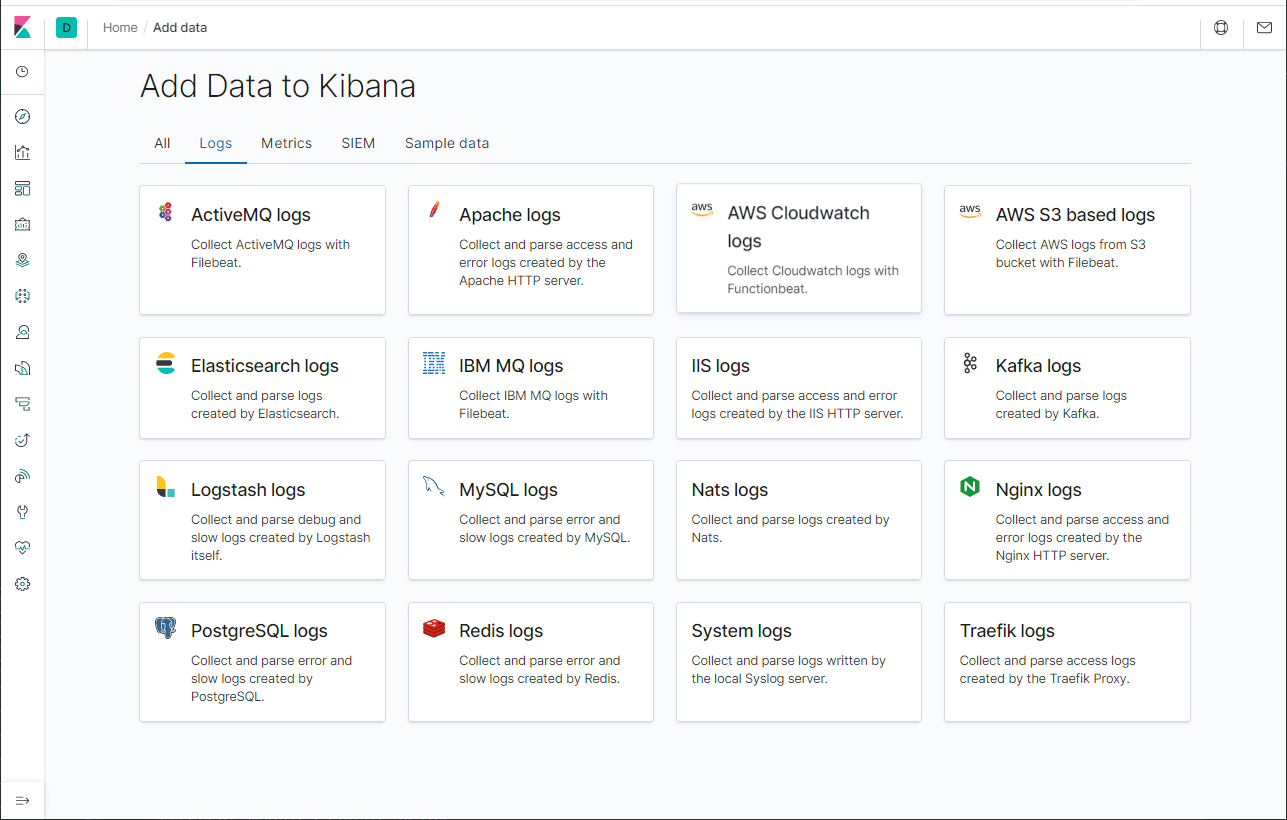 D Home / Add data
Add Data to Kibana
All Logs Metrics SIEM Sample data
ActiveMQ logs
Collect ActiveMQ logs with
Filebeat.
Apache logs
Collect and parse access and
error logs created by the
Apache HTTP server.
aws
AWS Cloudwatch
logs
Collect Cloudwatch logs with
Functionbeat.
aws
AWS S3 based logs
Collect AWS logs from S3
bucket with Filebeat.
Elasticsearch logs
Collect and parse logs
created by Elasticsearch.
IBM
IBM MQ logs
Collect IBM MQ logs with
Filebeat.
IIS logs
Collect and parse access and error
logs created by the IIS HTTP server.
Kafka logs
Collect and parse logs
created by Kafka.
Logstash logs
Collect and parse debug and
slow logs created by Logstash
itself.
MySQL logs
Collect and parse error and
slow logs created by MySQL.
Nats logs
Collect and parse logs created by
Nats.
N
Nginx logs
Collect and parse access and
error logs created by the
Nginx HTTP server.
PostgreSQL logs
Collect and parse error and
slow logs created by
PostgreSQL.
Redis logs
Collect and parse error and
slow logs created by Redis.
System logs
Collect and parse logs written by
the local Syslog server.
Traefik logs
Collect and parse access logs
created by the Traefik Proxy.